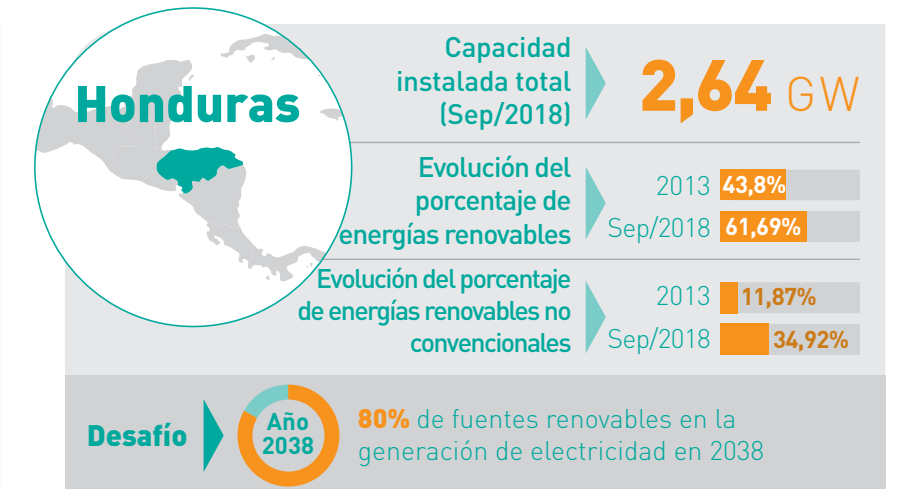 Honduras
Capacidad
instalada total
(Sep/2018)
2,64 GW
Evolución del
porcentaje de
energías renovables
2013 43,8%
Sep/2018 61,69%
Evolución del porcentaje
de energías renovables no
convencionales
2013 11,87%
Sep/2018 34,92%
Desafío
Año
2038
80% de fuentes renovables en la
generación de electricidad en 2038